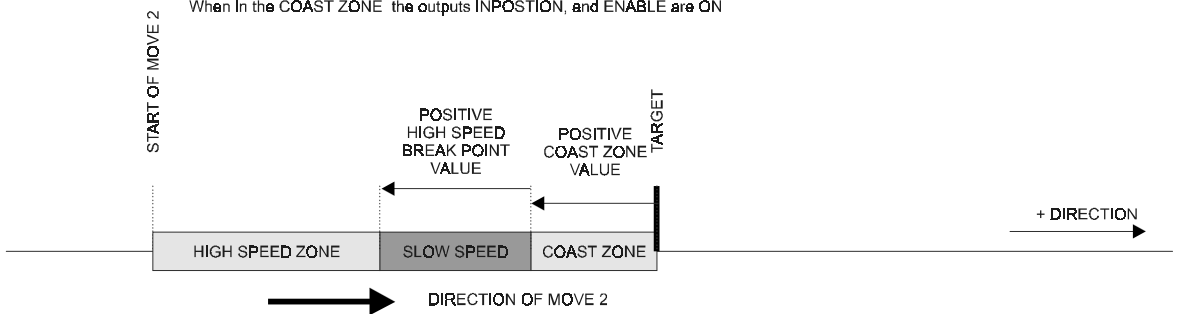 When In the COAST ZONE the outputs INPOSTION, and ENABLE are ON
START OF MOVE 2
POSITIVE
HIGH SPEED
BREAK POINT
VALUE
POSITIVE
COAST ZONE
VALUE
TARGET
+ DIRECTION
HIGH SPEED ZONE
SLOW SPEED
COAST ZONE
DIRECTION OF MOVE 2